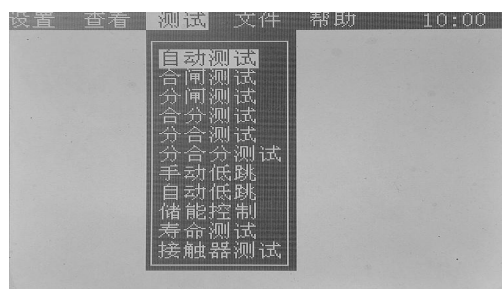 设置 查看 测试 文件 帮助 10:00
自动测试
合闸测试
分闸测试
合分测试
分合测试
分合分测试
手动低跳
自动低跳
储能控制
寿命测试
接触器测试